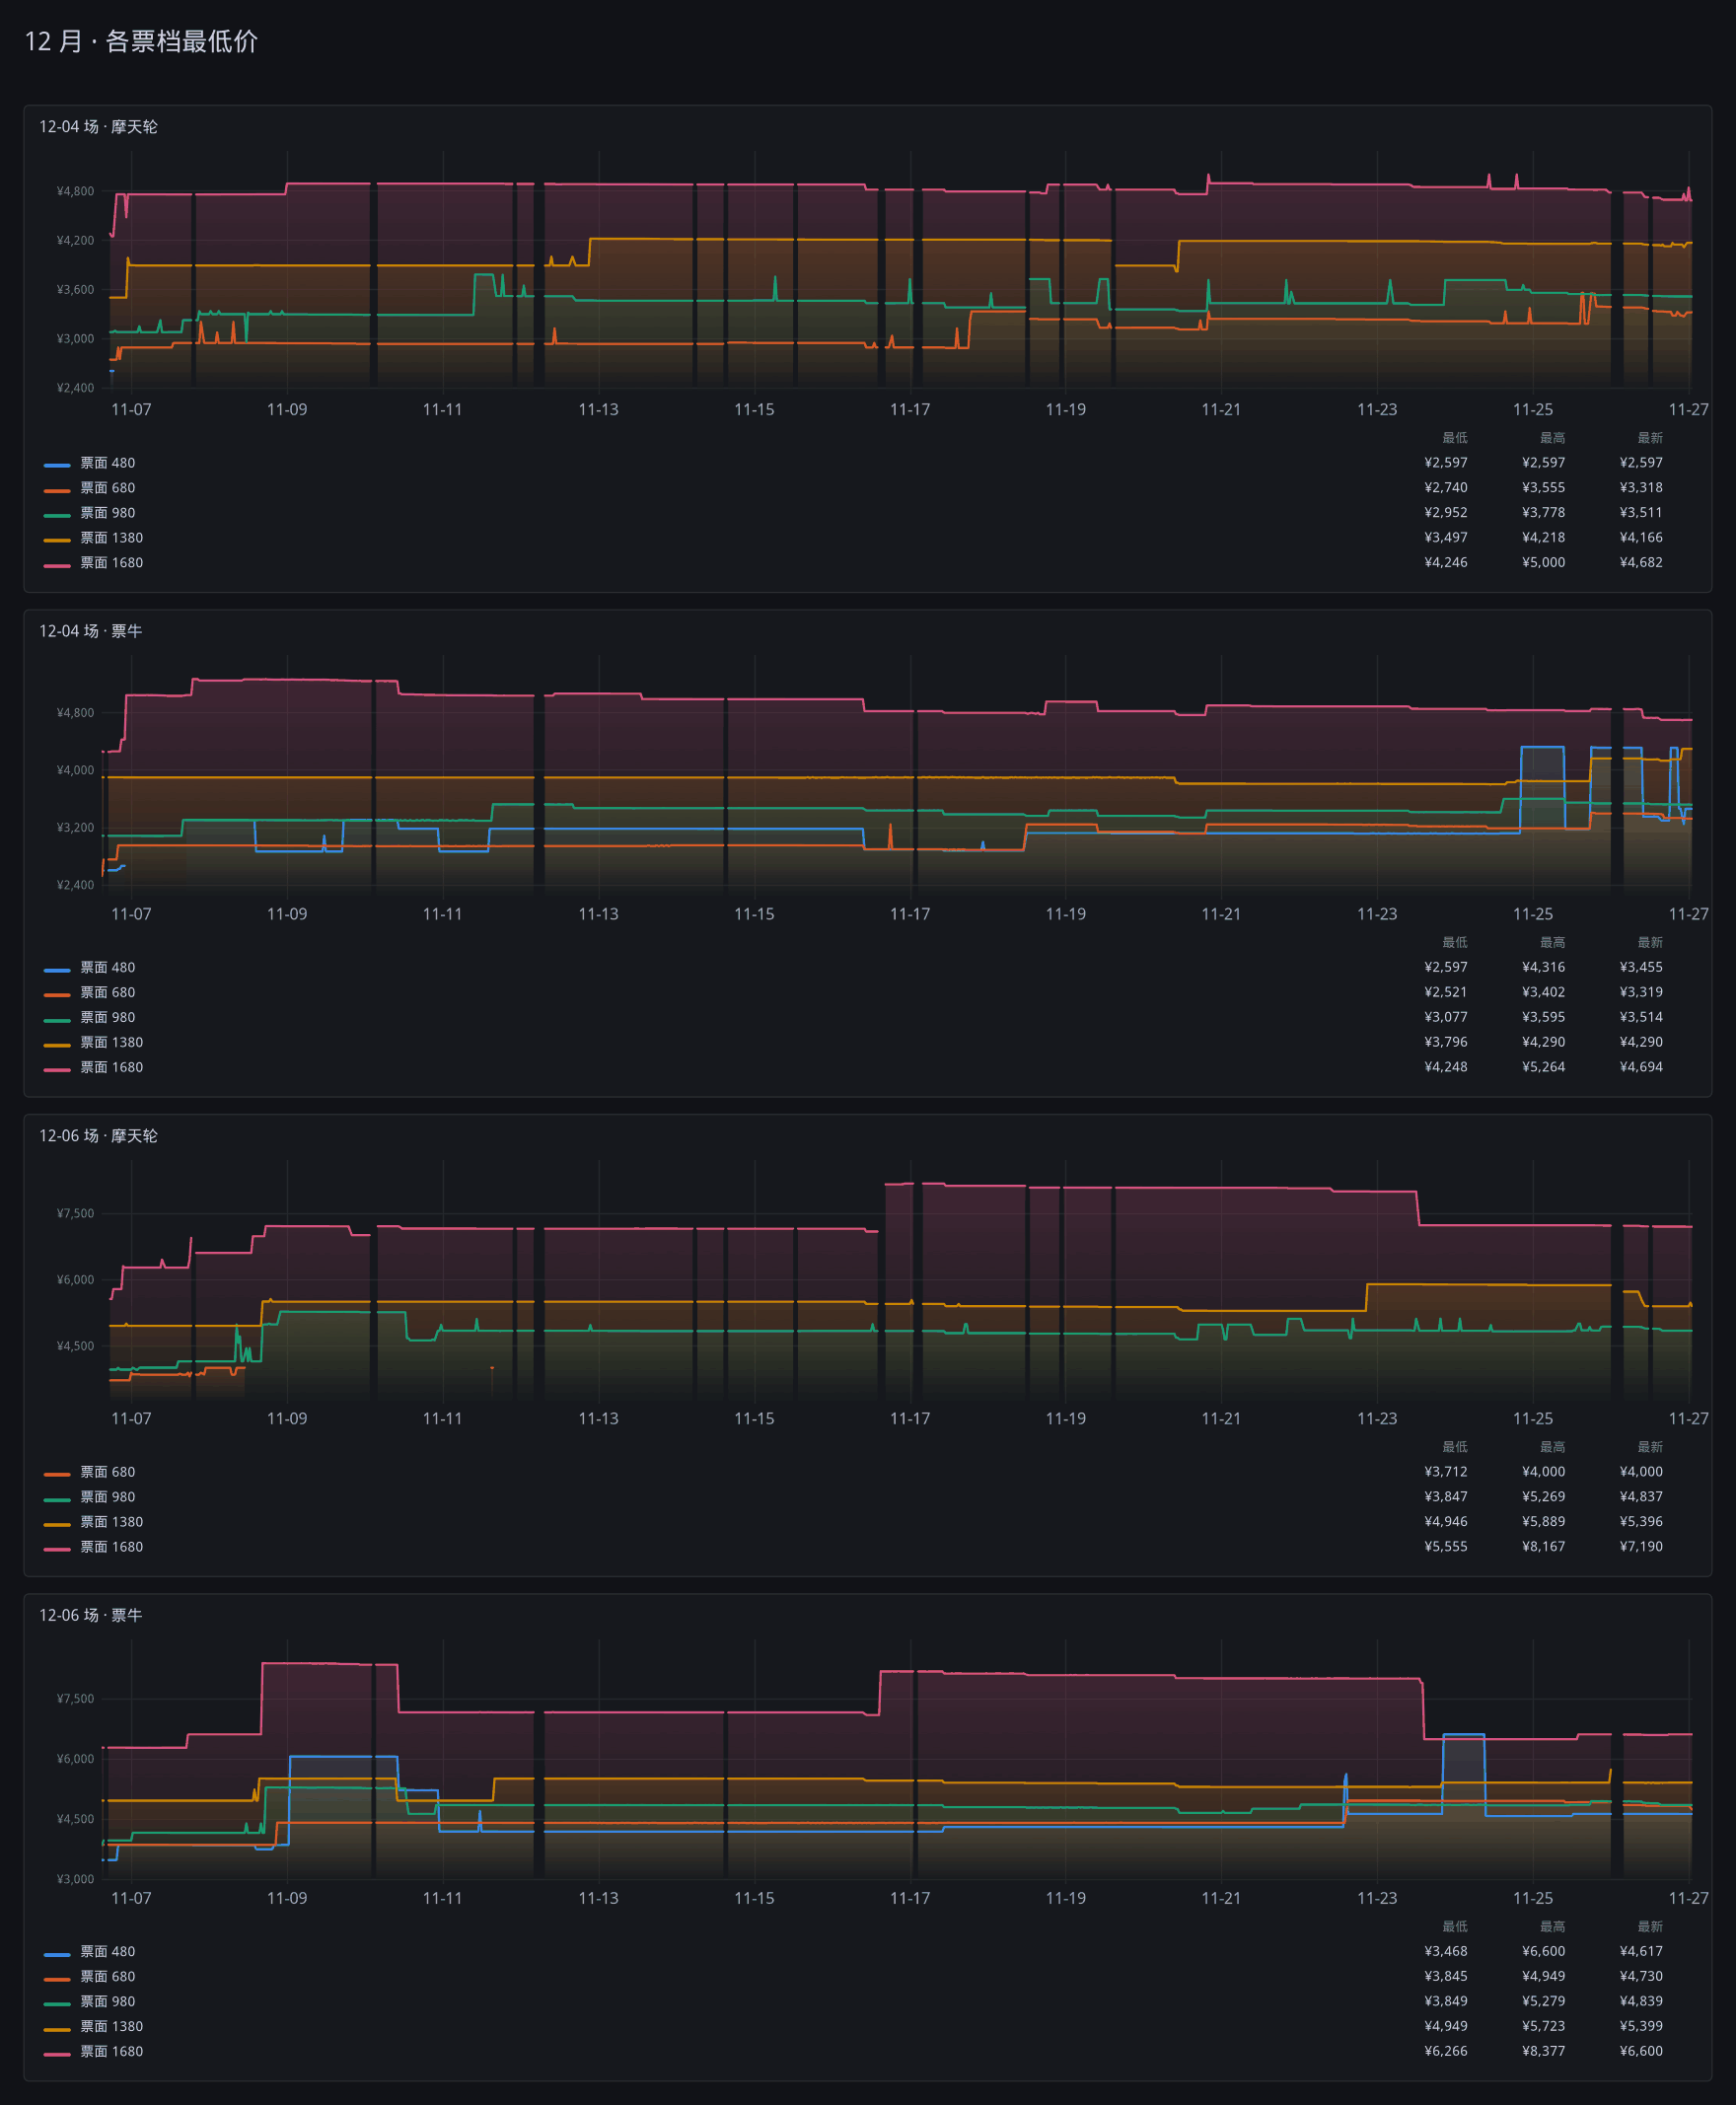 12 月 · 各票档最低价
12-04 场 · 摩天轮
¥4,800
¥4,200
¥3,600
¥3,000
¥2,400
11-07 11-09 11-11 11-13 11-15 11-17 11-19 11-21 11-23 11-25 11-27
最低 最高 最新
票面 480 ¥2,597 ¥2,597 ¥2,597
票面 680 ¥2,740 ¥3,555 ¥3,318
票面 980 ¥2,952 ¥3,778 ¥3,511
票面 1380 ¥3,497 ¥4,218 ¥4,166
票面 1680 ¥4,246 ¥5,000 ¥4,682
12-04 场 · 票牛
¥4,800
¥4,000
¥3,200
¥2,400
11-07 11-09 11-11 11-13 11-15 11-17 11-19 11-21 11-23 11-25 11-27
最低 最高 最新
票面 480 ¥2,597 ¥4,316 ¥3,455
票面 680 ¥2,521 ¥3,402 ¥3,319
票面 980 ¥3,077 ¥3,595 ¥3,514
票面 1380 ¥3,796 ¥4,290 ¥4,290
票面 1680 ¥4,248 ¥5,264 ¥4,694
12-06 场 · 摩天轮
¥7,500
¥6,000
¥4,500
11-07 11-09 11-11 11-13 11-15 11-17 11-19 11-21 11-23 11-25 11-27
最低 最高 最新
票面 680 ¥3,712 ¥4,000 ¥4,000
票面 980 ¥3,847 ¥5,269 ¥4,837
票面 1380 ¥4,946 ¥5,889 ¥5,396
票面 1680 ¥5,555 ¥8,167 ¥7,190
12-06 场 · 票牛
¥7,500
¥6,000
¥4,500
¥3,000
11-07 11-09 11-11 11-13 11-15 11-17 11-19 11-21 11-23 11-25 11-27
最低 最高 最新
票面 480 ¥3,468 ¥6,600 ¥4,617
票面 680 ¥3,845 ¥4,949 ¥4,730
票面 980 ¥3,849 ¥5,279 ¥4,839
票面 1380 ¥4,949 ¥5,723 ¥5,399
票面 1680 ¥6,266 ¥8,377 ¥6,600